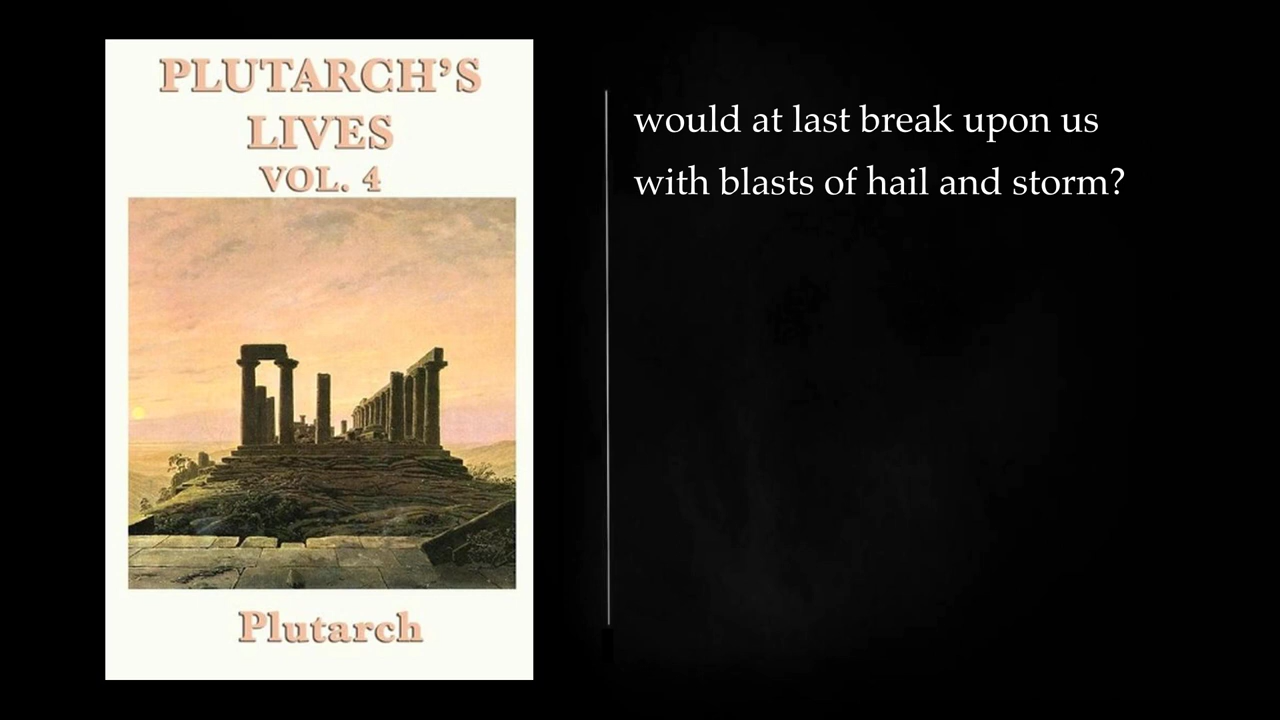 PLUTARCH'S
LIVES
VOL. 4
Plutarch
would at last break upon us
with blasts of hail and storm?